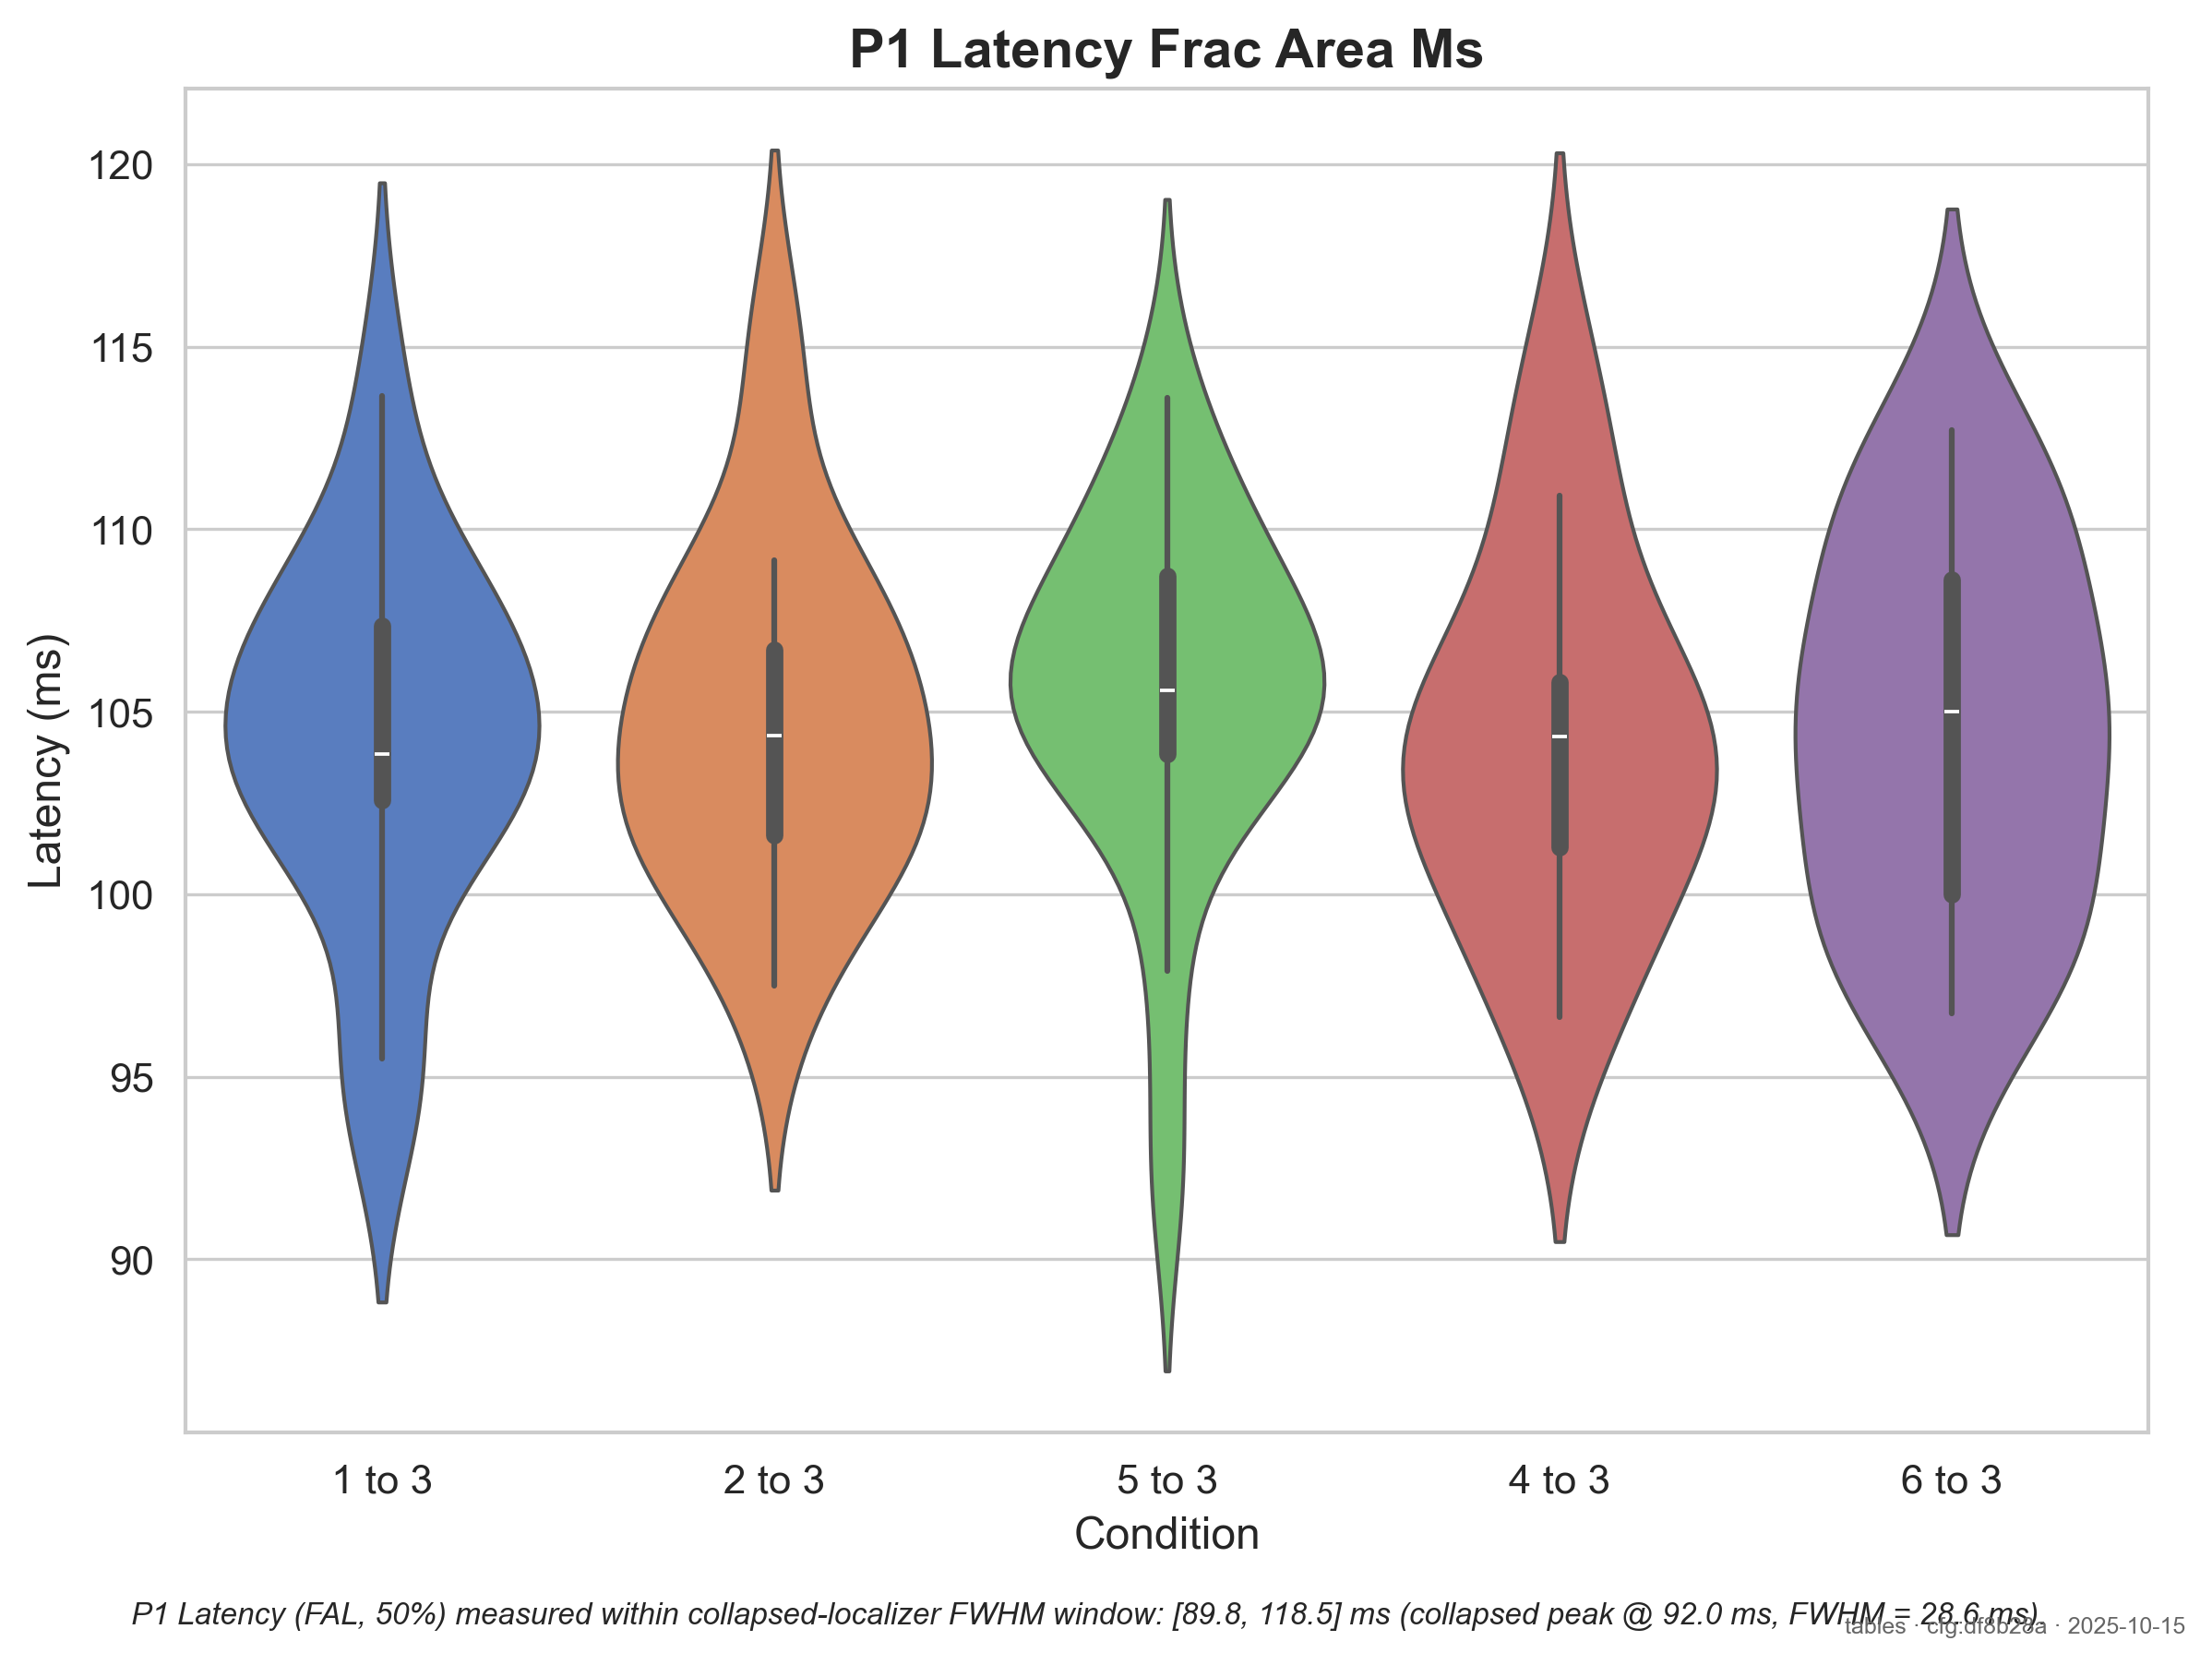 P1 Latency Frac Area Ms
120
115
110
105
100
95
90
Latency (ms)
1 to 3
2 to 3
5 to 3
4 to 3
6 to 3
Condition
P1 Latency (FAL, 50%) measured within collapsed-localizer FWHM window: [89.8, 118.5] ms (collapsed peak @ 92.0 ms, FWHM = 28.6 ms).
tables · cfg:df8b28a · 2025-10-15